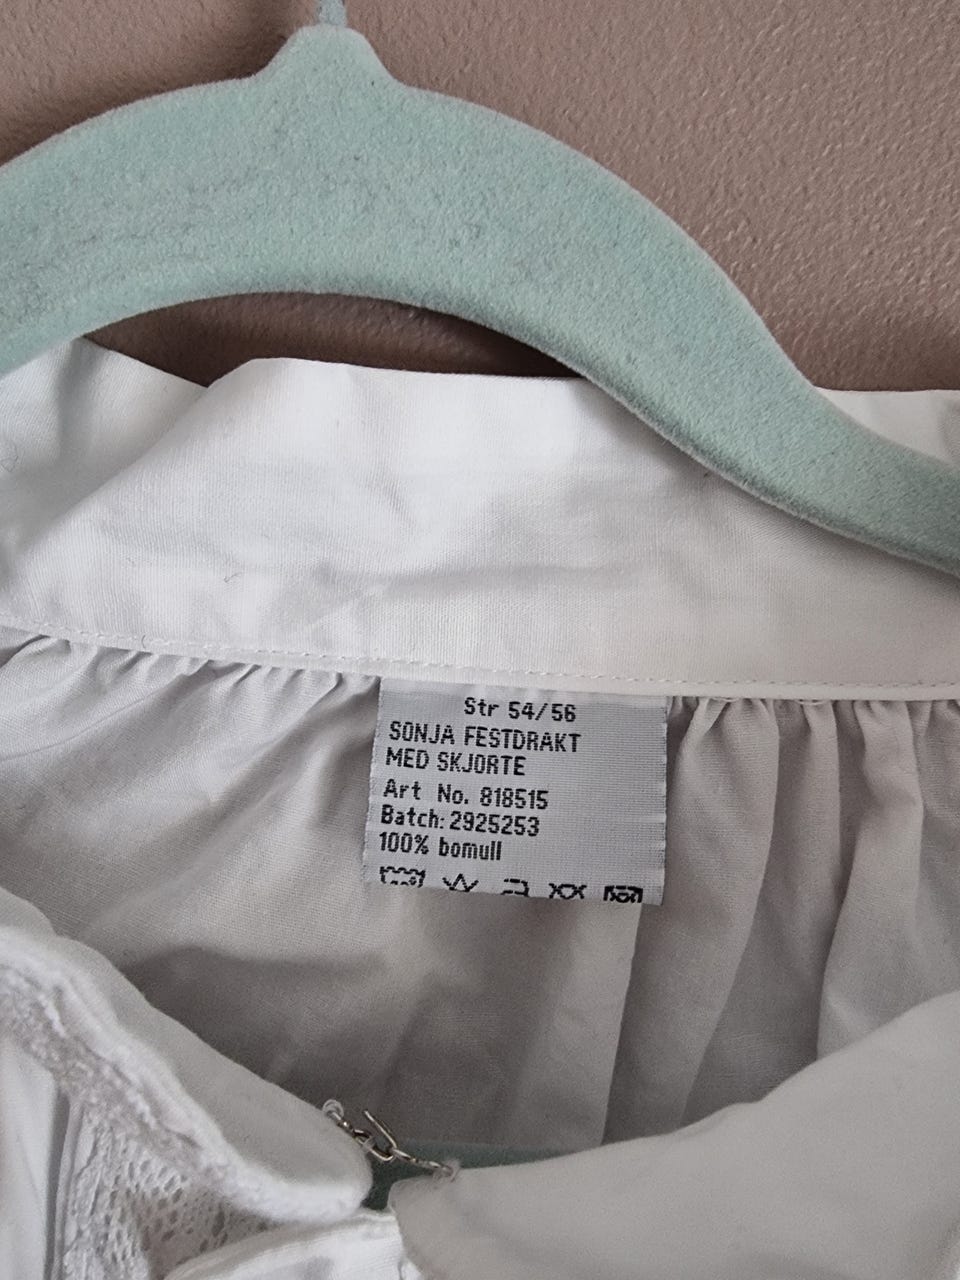 Str 54/56
SONJA FESTDRAKT
MED SKJORTE
Art No. 818515
Batch: 2925253
100% bomull